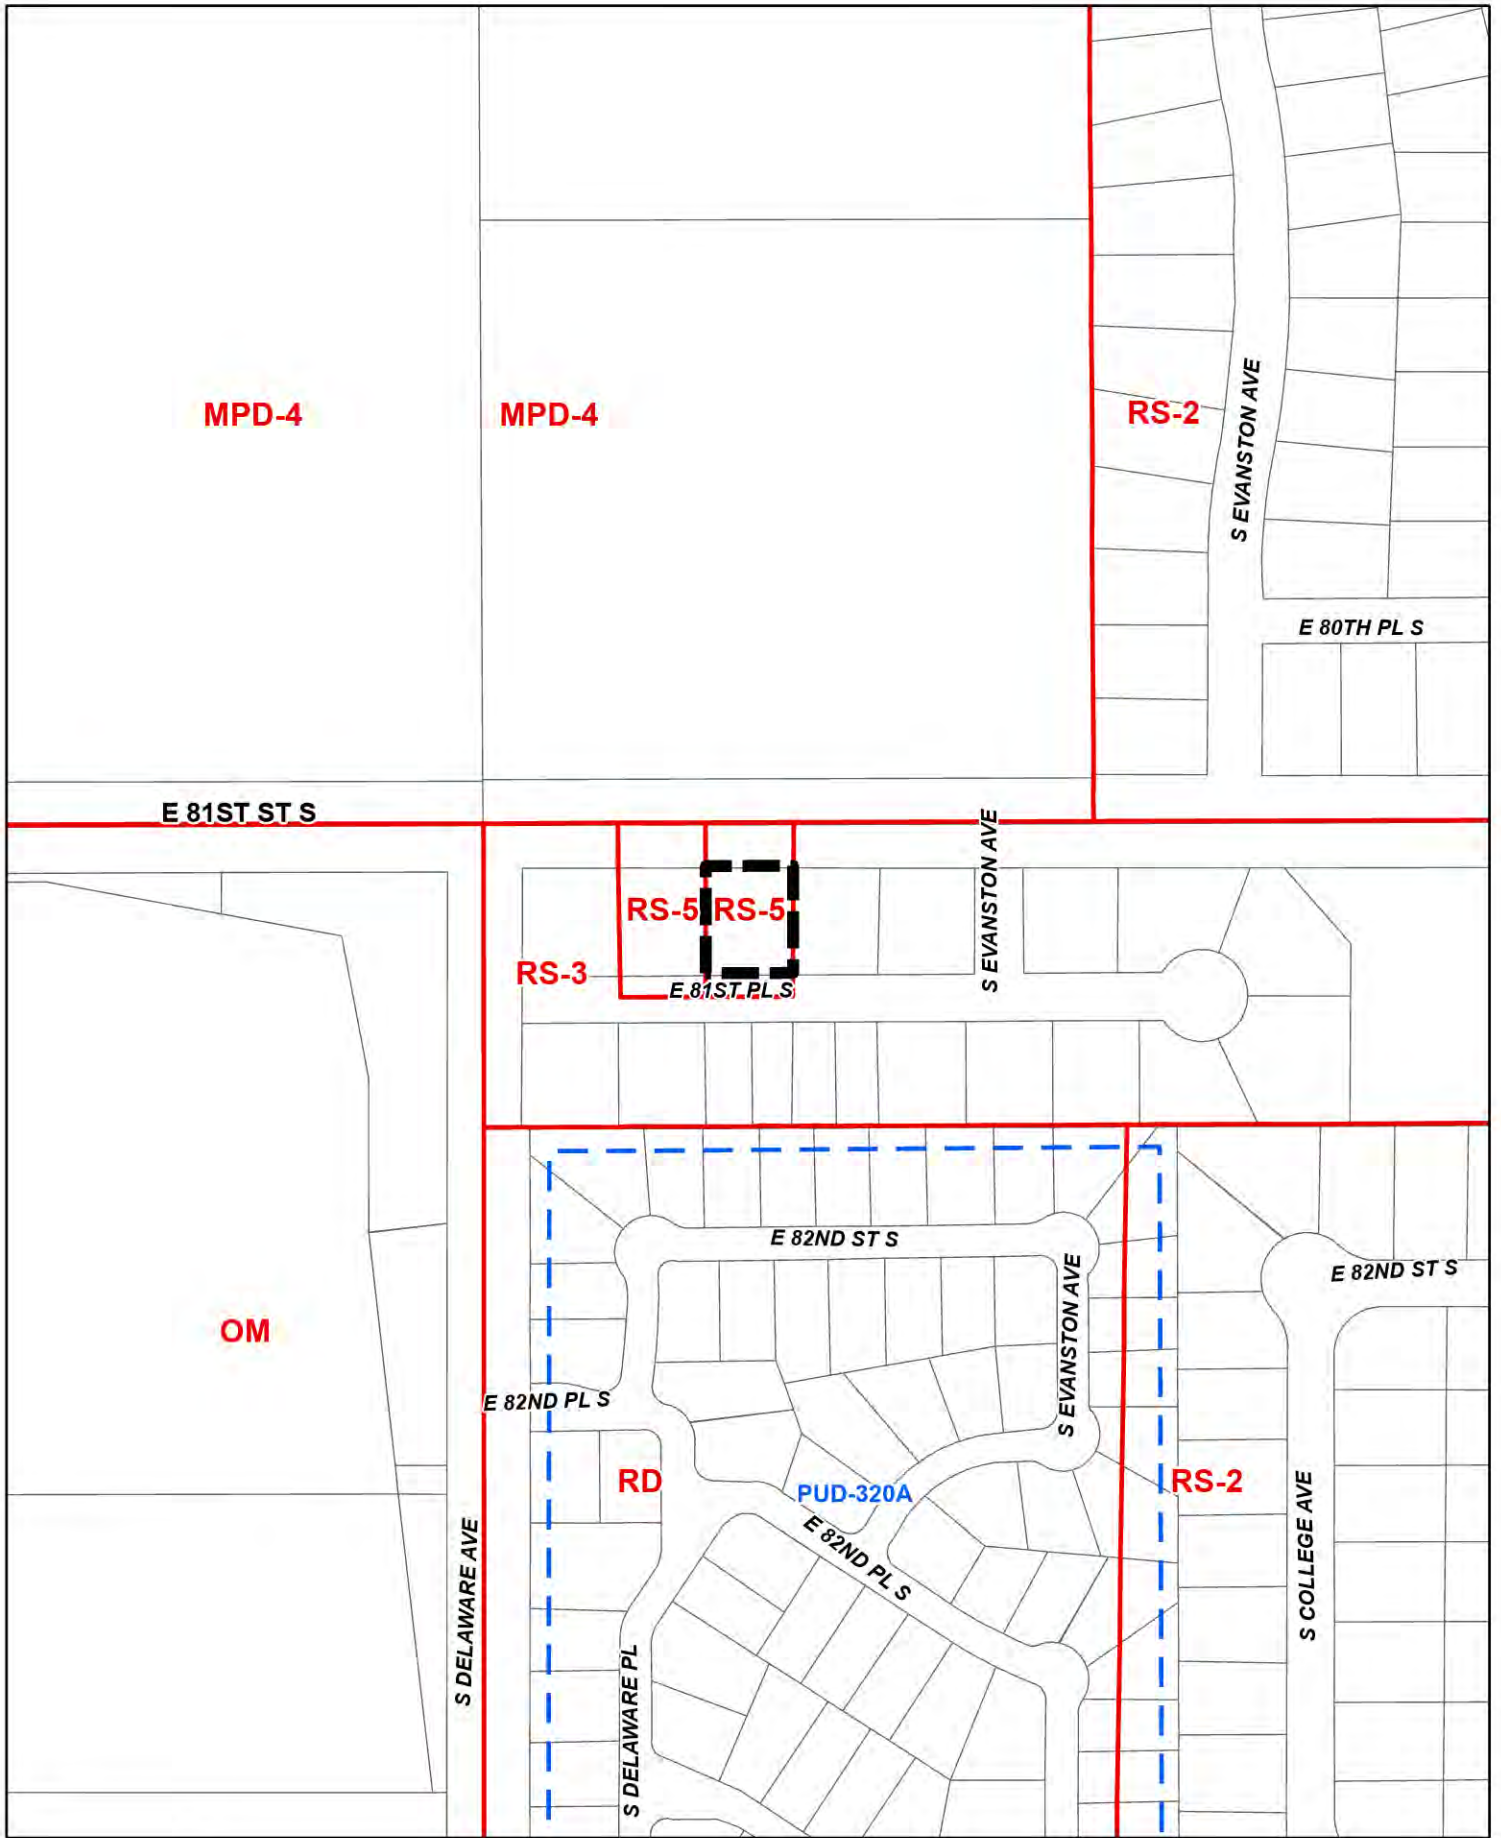 MPD-4
MPD-4
RS-2
S EVANSTON AVE
E 80TH PL S
E 81ST ST S
S EVANSTON AVE
RS-5
RS-5
RS-3
E 81ST PL S
E 82ND ST S
S EVANSTON AVE
E 82ND ST S
OM
E 82ND PL S
RD
PUD-320A
RS-2
E 82ND PL S
S COLLEGE AVE
S DELAWARE AVE
S DELAWARE PL